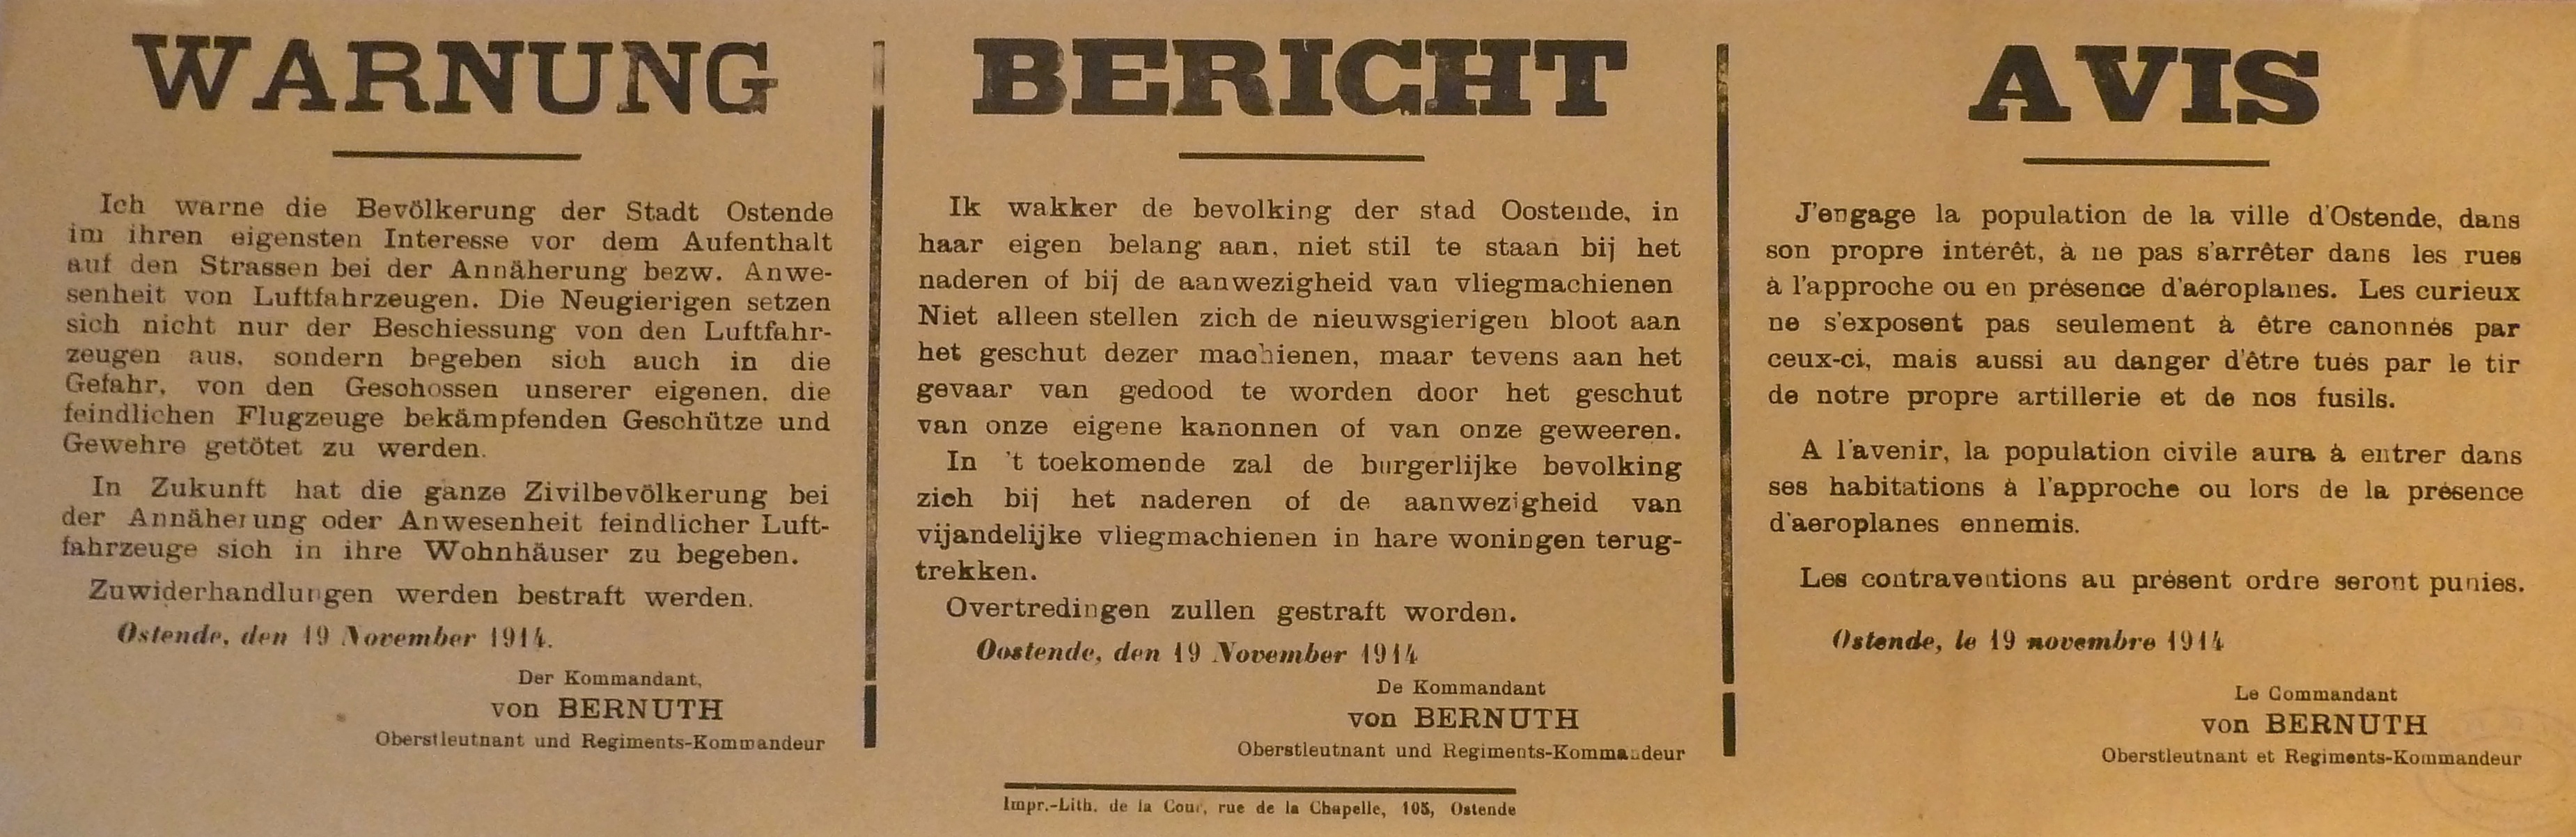 WARNUNG
Ich warne die Bevölkerung der Stadt Ostende
im ihren eigensten Interesse vor dem Aufenthalt
auf den Strassen bei der Annäherung bezw. Anwe-
senheit von Luftfahrzeugen. Die Neugierigen setzen
sich nicht nur der Beschiessung von den Luftfahr-
zeugen aus, sondern begeben sich auch in die
Gefahr, von den Geschossen unserer eigenen, die
feindlichen Flugzeuge bekämpfenden Geschütze und
Gewehre getötet zu werden.
In Zukunft hat die ganze Zivilbevölkerung bei
der Annäherung oder Anwesenheit feindlicher Luft-
fahrzeuge sich in ihre Wohnhäuser zu begeben.
Zuwiderhandlungen werden bestraft werden.
Ostende, den 19 November 1914.
Der Kommandant,
von BERNUTH
Oberstleutnant und Regiments-Kommandeur
BERICHT
Ik wakker de bevolking der stad Oostende, in
haar eigen belang aan, niet stil te staan bij het
naderen of bij de aanwezigheid van vliegmachienen
Niet alleen stellen zich de nieuwsgierigen bloot aan
het geschut dezer machienen, maar tevens aan het
gevaar van gedood te worden door het geschut
van onze eigene kanonnen of van onze geweeren.
In 't toekomende zal de burgerlijke bevolking
zich bij het naderen of de aanwezigheid van
vijandelijke vliegmachienen in hare woningen terug-
trekken.
Overtredingen zullen gestraft worden.
Oostende, den 19 November 1914
De Kommandant
von BERNUTH
Oberstleutnant und Regiments-Kommandeur
AVIS
J'engage la population de la ville d'Ostende, dans
son propre intérêt, à ne pas s'arrêter dans les rues
à l'approche ou en présence d'aéroplanes. Les curieux
ne s'exposent pas seulement à être canonnés par
ceux-ci, mais aussi au danger d'être tués par le tir
de notre propre artillerie et de nos fusils.
A l'avenir, la population civile aura à entrer dans
ses habitations à l'approche ou lors de la présence
d'aeroplanes ennemis.
Les contraventions au présent ordre seront punies.
Ostende, le 19 novembre 1914
Le Commandant
von BERNUTH
Oberstleutnant et Regiments-Kommandeur
Impr.-Lith. de la Cour, rue de la Chapelle, 105, Ostende